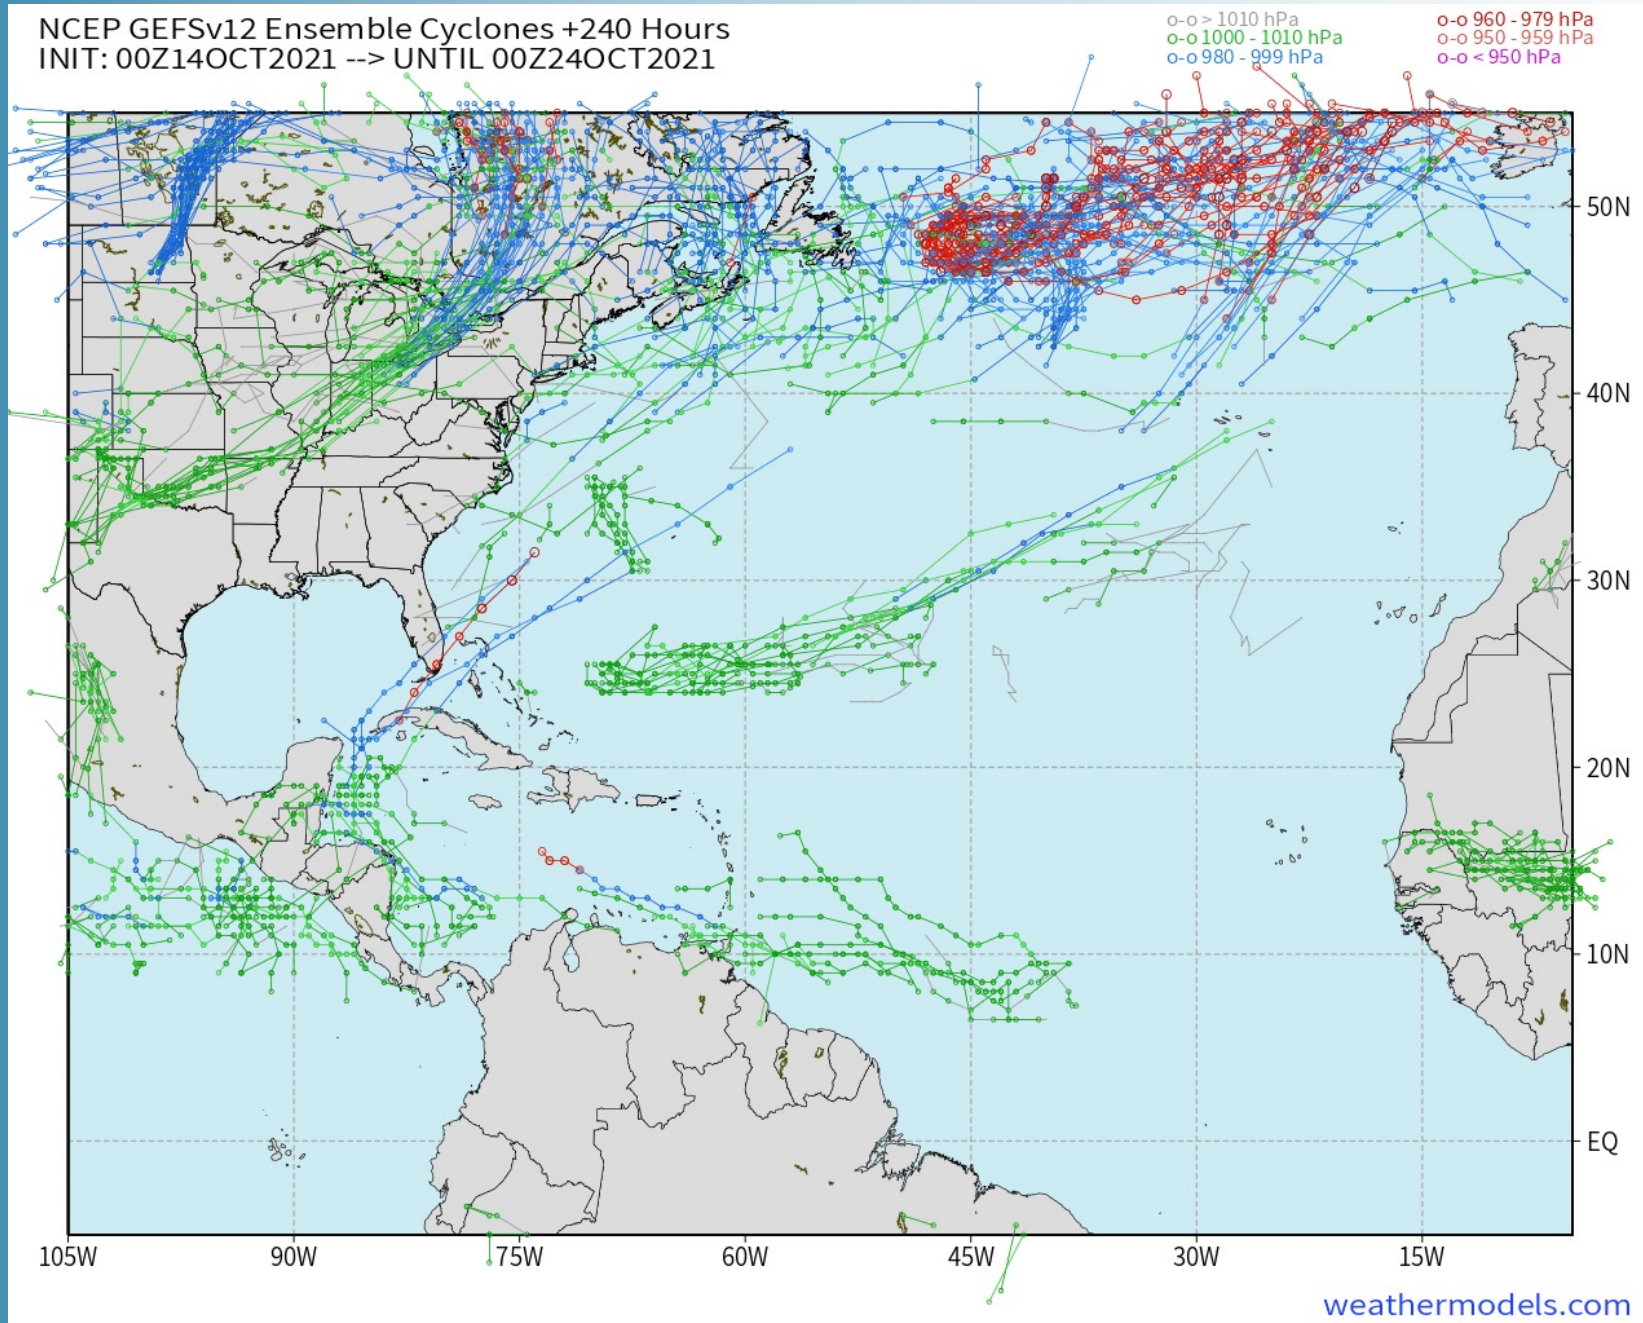 NCEP GEFSv12 Ensemble Cyclones +240 Hours
INIT: 00Z14OCT2021 --> UNTIL 00Z24OCT2021
o-o > 1010 hPa
o-o 1000 - 1010 hPa
o-o 980 - 999 hPa
o-o 960 - 979 hPa
o-o 950 - 959 hPa
o-o < 950 hPa
50N
40N
30N
20N
10N
EQ
105W 90W 75W 60W 45W 30W 15W
weathermodels.com